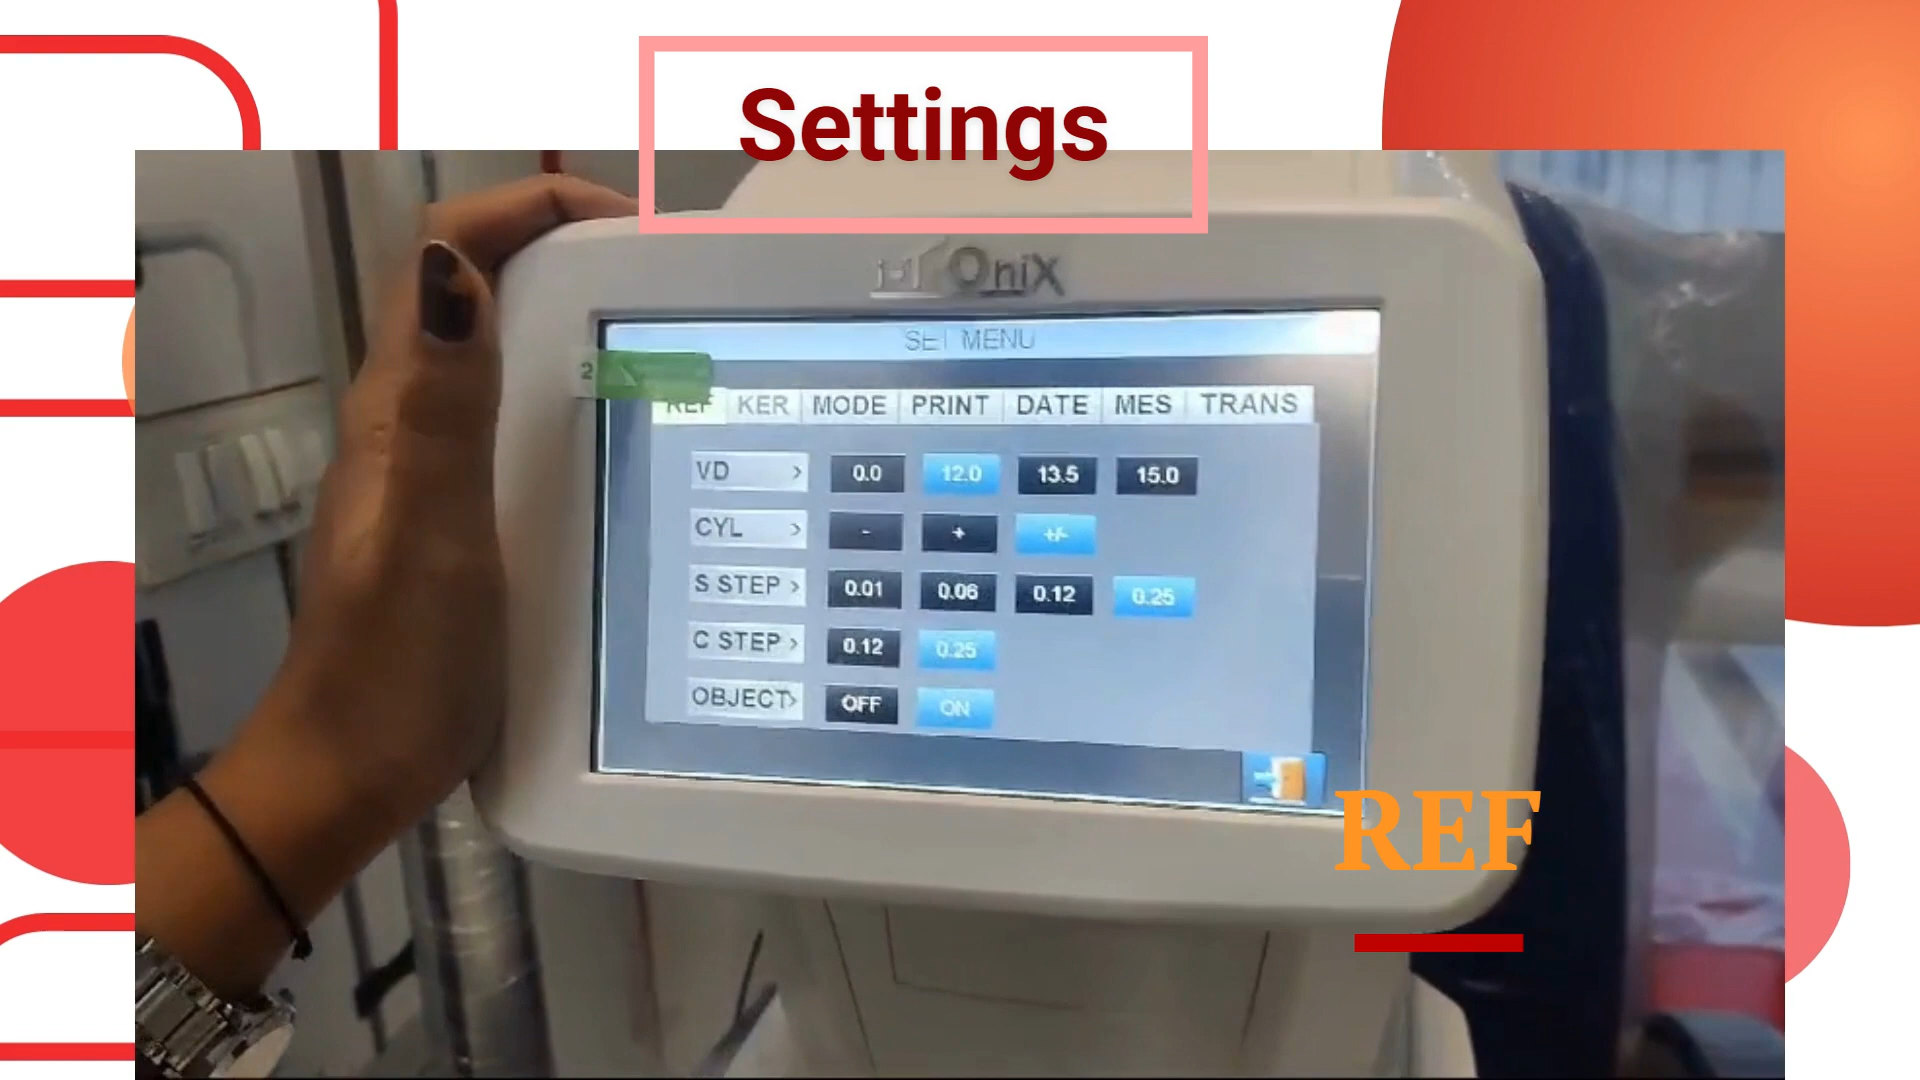 Settings
OniX
SET MENU
2
REF KER MODE PRINT DATE MES TRANS
VD > 0.0 12.0 13.5 15.0
CYL > - + +/-
S STEP > 0.01 0.06 0.12 0.25
C STEP > 0.12 0.25
OBJECT> OFF ON
REF